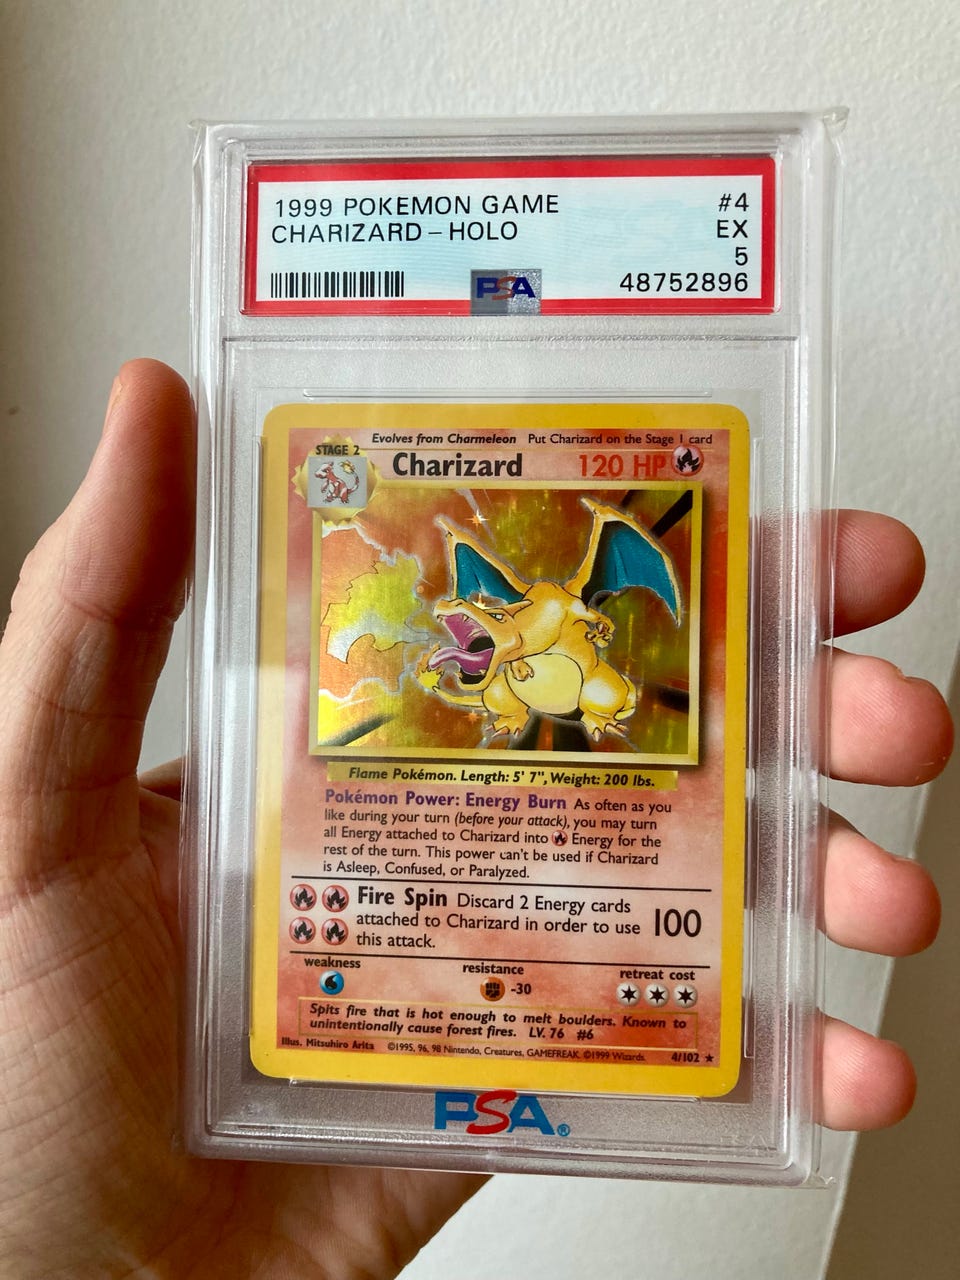 1999 POKEMON GAME #4
CHARIZARD – HOLO EX
5
PSA 48752896
Evolves from Charmeleon Put Charizard on the Stage 1 card
STAGE 2
Charizard 120 HP
Flame Pokémon. Length: 5' 7", Weight: 200 lbs.
Pokémon Power: Energy Burn As often as you
like during your turn (before your attack), you may turn
all Energy attached to Charizard into Energy for the
rest of the turn. This power can't be used if Charizard
is Asleep, Confused, or Paralyzed.
Fire Spin Discard 2 Energy cards
attached to Charizard in order to use 100
this attack.
weakness resistance retreat cost
-30
Spits fire that is hot enough to melt boulders. Known to
unintentionally cause forest fires. LV. 76 #6
Illus. Mitsuhiro Arita ©1995, 96, 98 Nintendo, Creatures, GAMEFREAK. ©1999 Wizards. 4/102 ★
PSA®